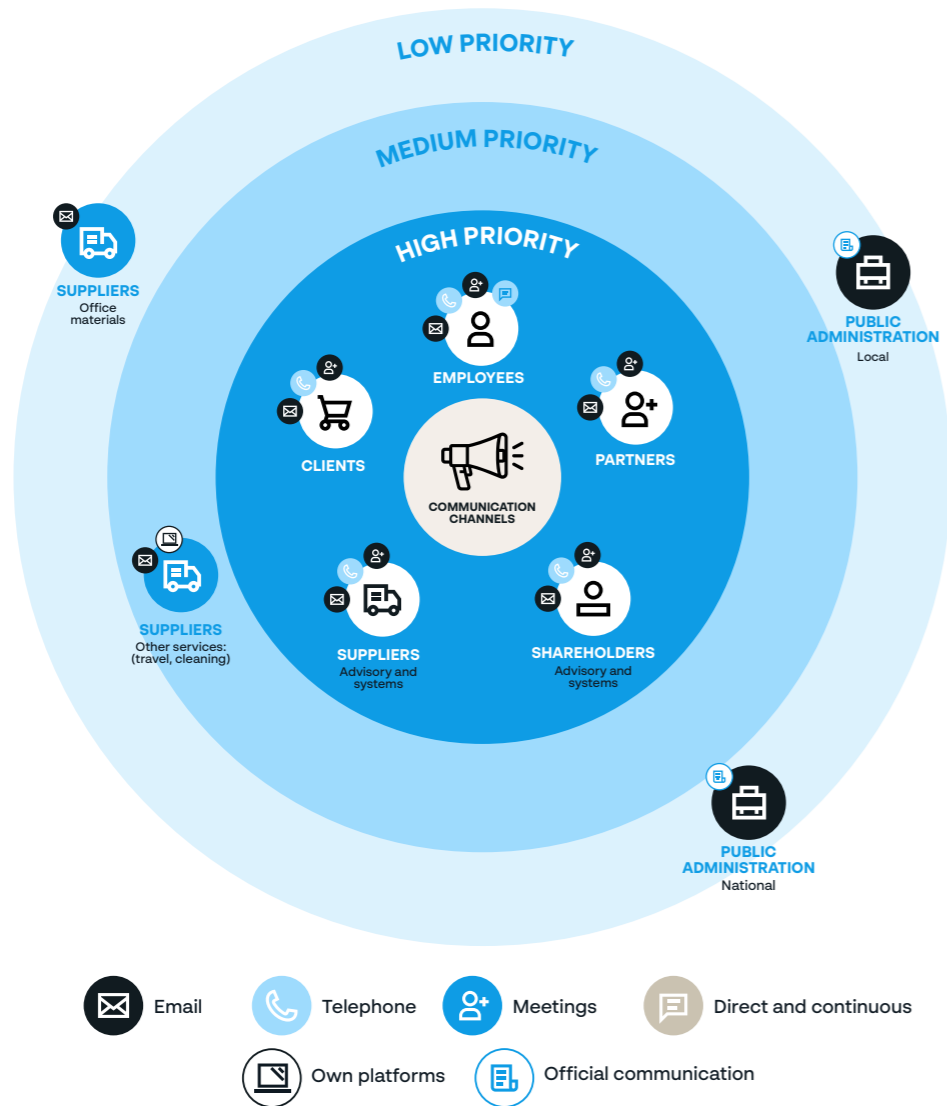 LOW PRIORITY
MEDIUM PRIORITY
HIGH PRIORITY
SUPPLIERS
Office
materials
PUBLIC
ADMINISTRATION
Local
EMPLOYEES
CLIENTS
PARTNERS
COMMUNICATION
CHANNELS
SUPPLIERS
Other services:
(travel, cleaning)
SUPPLIERS
Advisory and
systems
SHAREHOLDERS
Advisory and
systems
PUBLIC
ADMINISTRATION
National
Email
Telephone
Meetings
Direct and continuous
Own platforms
Official communication